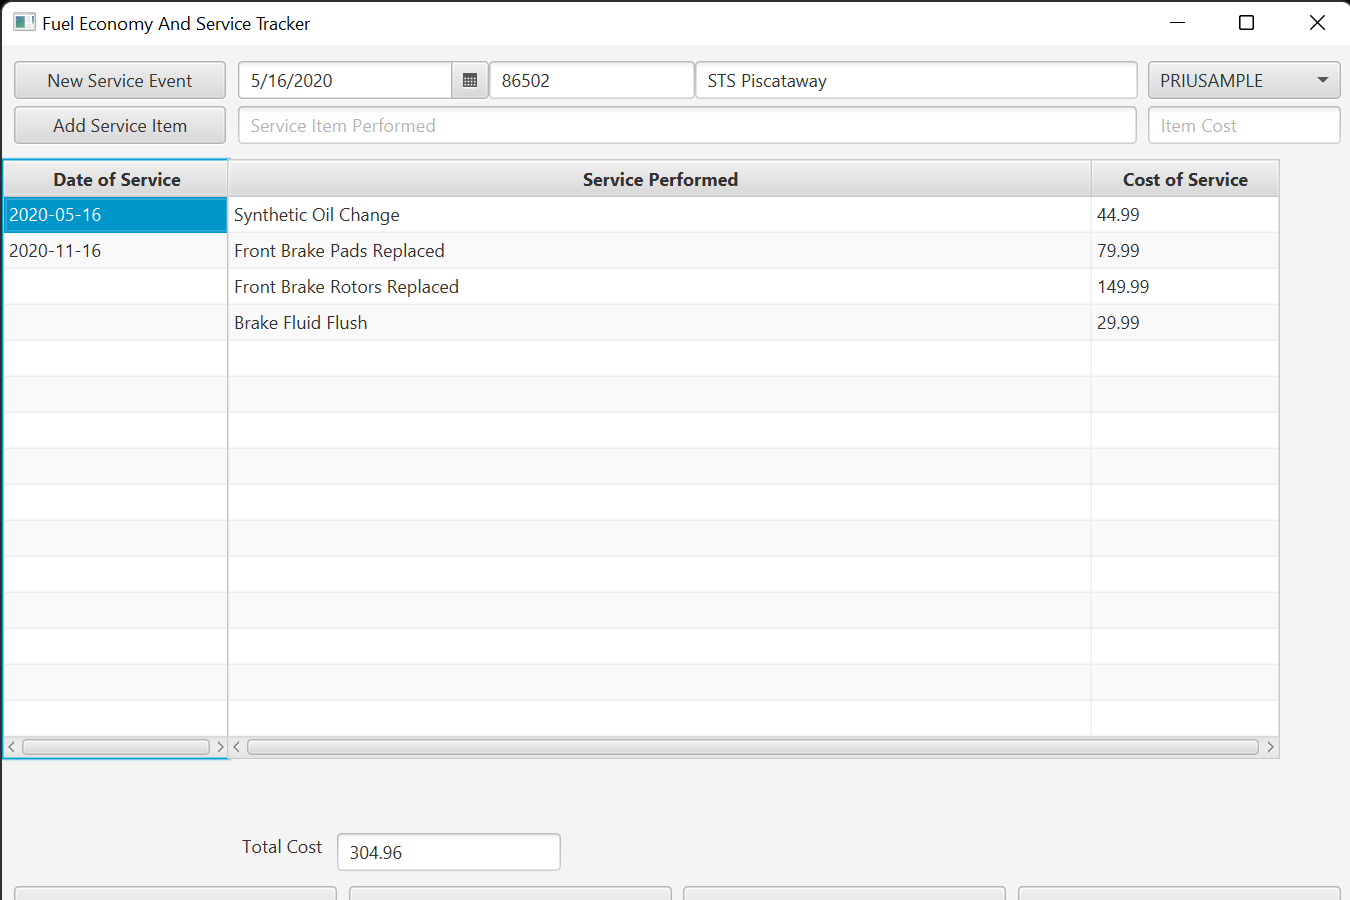 Fuel Economy And Service Tracker
New Service Event 5/16/2020 86502 STS Piscataway PRIUSAMPLE
Add Service Item Service Item Performed Item Cost
Date of Service Service Performed Cost of Service
2020-05-16 Synthetic Oil Change 44.99
2020-11-16 Front Brake Pads Replaced 79.99
Front Brake Rotors Replaced 149.99
Brake Fluid Flush 29.99
Total Cost 304.96